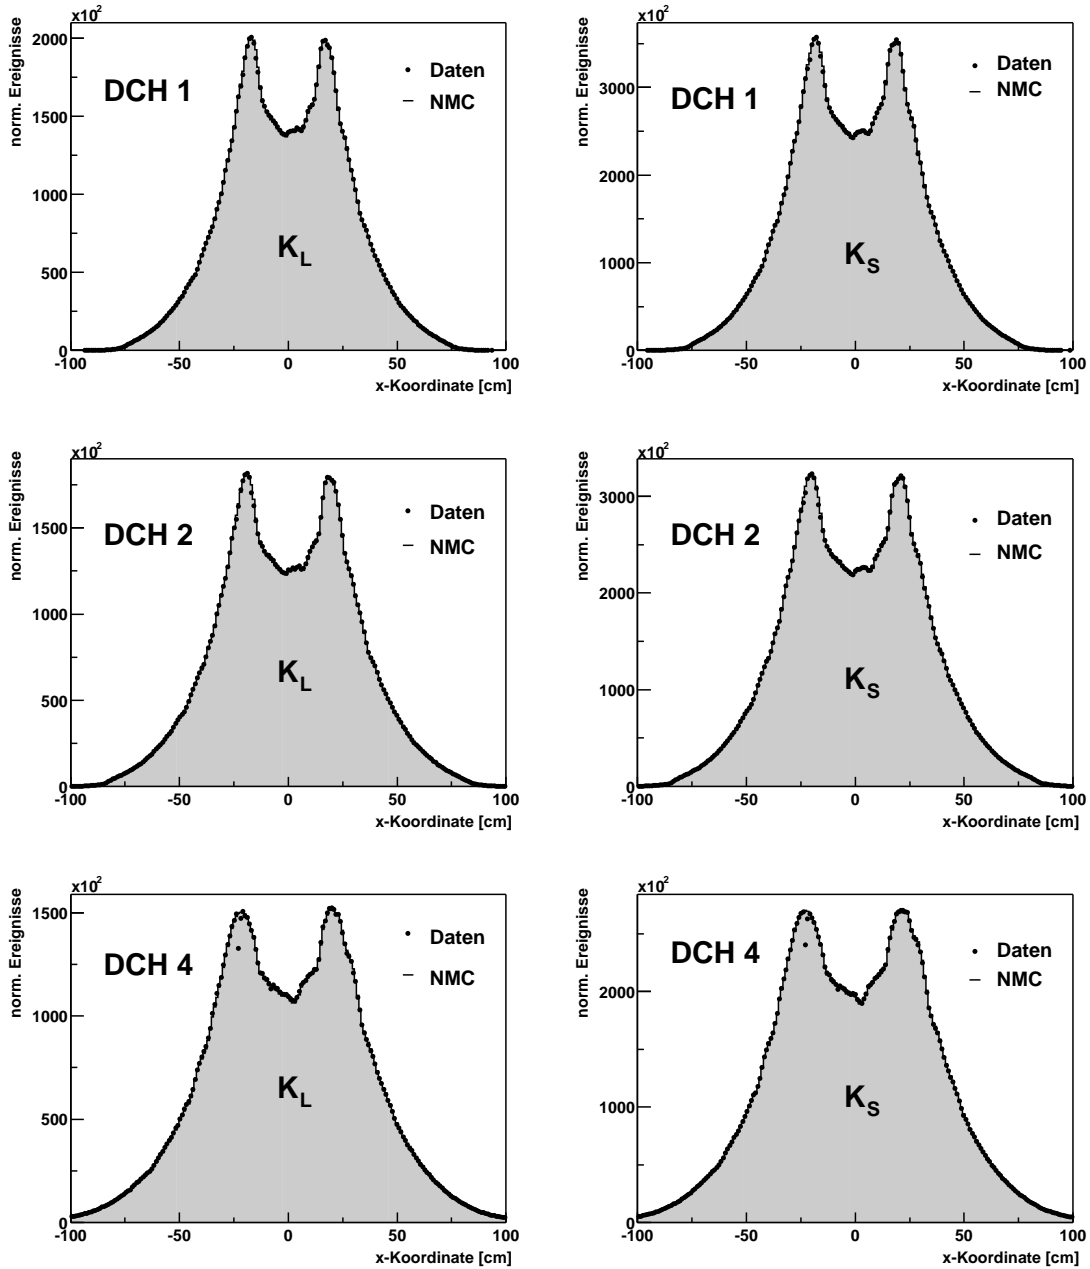 x10²
norm. Ereignisse
2000
1500
1000
500
0
DCH 1
Daten
NMC
K_L
-100
-50
0
50
100
x-Koordinate [cm]
x10²
norm. Ereignisse
3000
2000
1000
0
DCH 1
Daten
NMC
K_S
-100
-50
0
50
100
x-Koordinate [cm]
x10²
norm. Ereignisse
1500
1000
500
0
DCH 2
Daten
NMC
K_L
-100
-50
0
50
100
x-Koordinate [cm]
x10²
norm. Ereignisse
3000
2000
1000
0
DCH 2
Daten
NMC
K_S
-100
-50
0
50
100
x-Koordinate [cm]
x10²
norm. Ereignisse
1500
1000
500
0
DCH 4
Daten
NMC
K_L
-100
-50
0
50
100
x-Koordinate [cm]
x10²
norm. Ereignisse
2000
1000
0
DCH 4
Daten
NMC
K_S
-100
-50
0
50
100
x-Koordinate [cm]